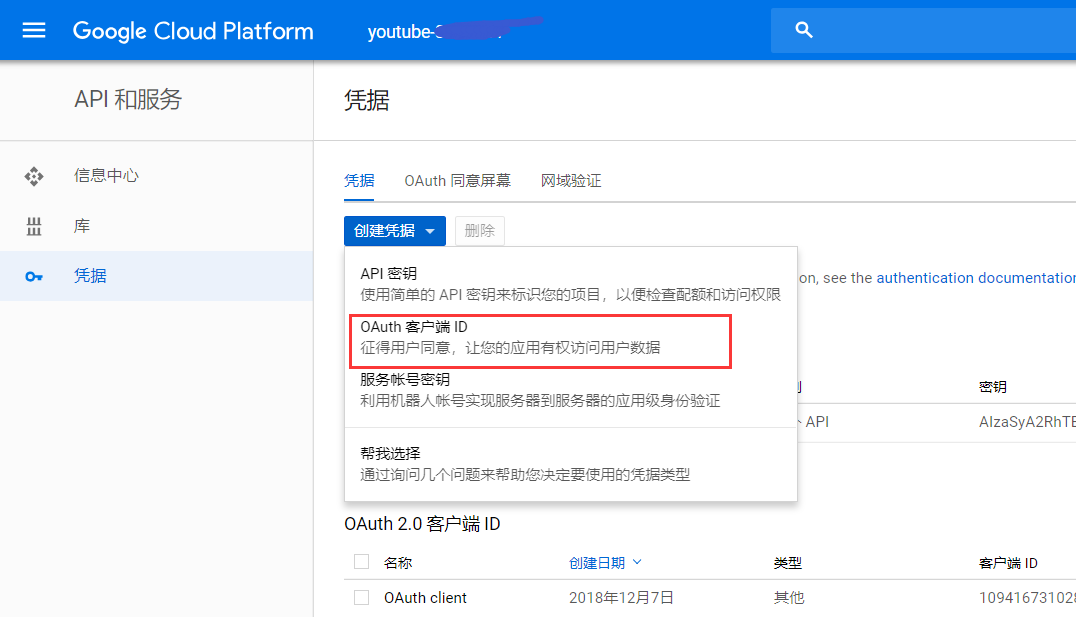 Google Cloud Platform
youtube-
API 和服务
凭据
信息中心
库
凭据
凭据 OAuth 同意屏幕 网域验证
创建凭据 删除
API 密钥
使用简单的 API 密钥来标识您的项目，以便检查配额和访问权限
on, see the authentication documentation
OAuth 客户端 ID
征得用户同意，让您的应用有权访问用户数据
服务帐号密钥
密钥
利用机器人帐号实现服务器到服务器的应用级身份验证
API AIzaSyA2RhTE
帮我选择
通过询问几个问题来帮助您决定要使用的凭据类型
OAuth 2.0 客户端 ID
名称 创建日期 类型 客户端 ID
OAuth client 2018年12月7日 其他 10941673102